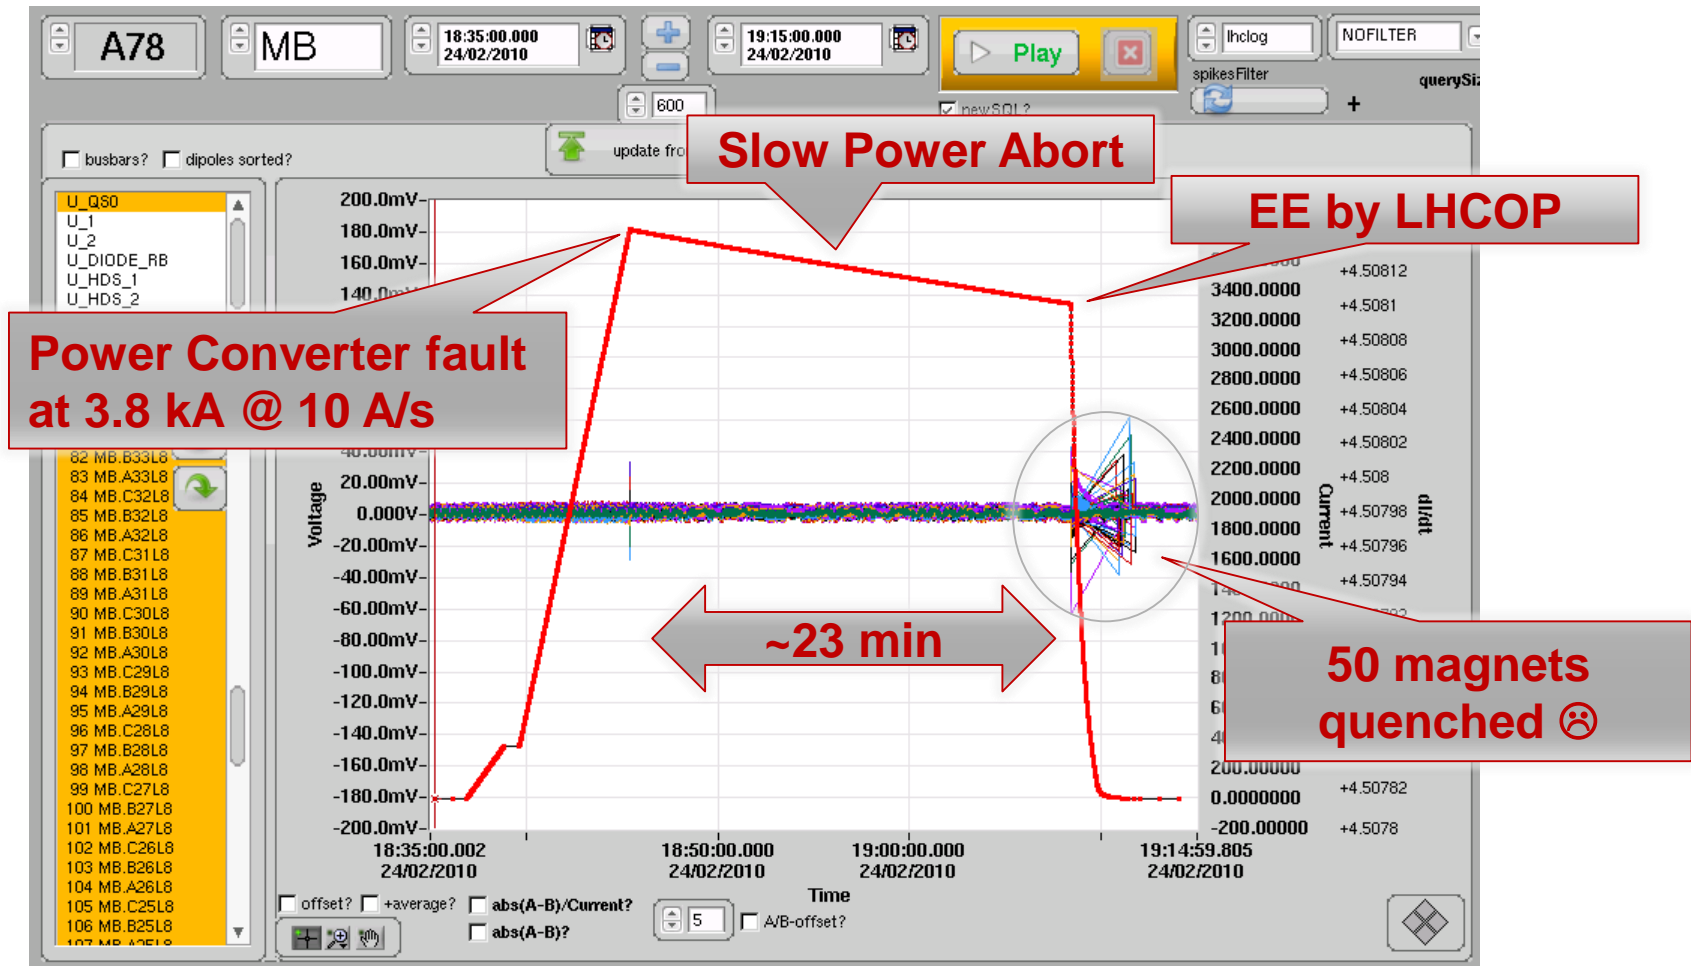 A78
MB
18:35:00.000
24/02/2010
19:15:00.000
24/02/2010
Play
lhclog
NOFILTER
spikesFilter
querySiz
600
newSQL?
+
busbars?
dipoles sorted?
update fro
Slow Power Abort
EE by LHCOP
Power Converter fault
at 3.8 kA @ 10 A/s
~23 min
50 magnets
quenched ☹
U_QS0
U_1
U_2
U_DIODE_RB
U_HDS_1
U_HDS_2
82 MB.B33L8
83 MB.A33L8
84 MB.C32L8
85 MB.B32L8
86 MB.A32L8
87 MB.C31L8
88 MB.B31L8
89 MB.A31L8
90 MB.C30L8
91 MB.B30L8
92 MB.A30L8
93 MB.C29L8
94 MB.B29L8
95 MB.A29L8
96 MB.C28L8
97 MB.B28L8
98 MB.A28L8
99 MB.C27L8
100 MB.B27L8
101 MB.A27L8
102 MB.C26L8
103 MB.B26L8
104 MB.A26L8
105 MB.C25L8
106 MB.B25L8
107 MB.A25L8
200.0mV
180.0mV
160.0mV
140.0mV
40.00mV
20.00mV
0.000V
-20.00mV
-40.00mV
-60.00mV
-80.00mV
-100.0mV
-120.0mV
-140.0mV
-160.0mV
-180.0mV
-200.0mV
Voltage
3400.0000
3200.0000
3000.0000
2800.0000
2600.0000
2400.0000
2200.0000
2000.0000
1800.0000
1600.0000
1200.0000
200.00000
0.0000000
-200.00000
Current
+4.50812
+4.5081
+4.50808
+4.50806
+4.50804
+4.50802
+4.508
+4.50798
+4.50796
+4.50794
+4.50782
+4.5078
dI/dt
18:35:00.002
24/02/2010
18:50:00.000
24/02/2010
19:00:00.000
24/02/2010
19:14:59.805
24/02/2010
Time
offset?
+average?
abs(A-B)/Current?
abs(A-B)?
5
A/B-offset?